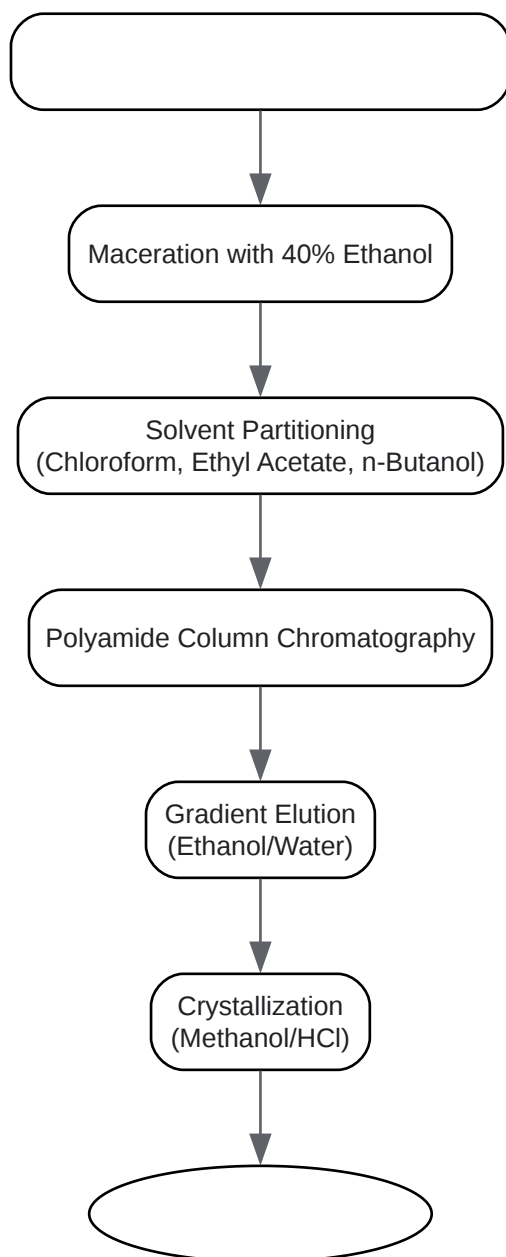 Maceration with 40% Ethanol
Solvent Partitioning
(Chloroform, Ethyl Acetate, n-Butanol)
Polyamide Column Chromatography
Gradient Elution
(Ethanol/Water)
Crystallization
(Methanol/HCl)